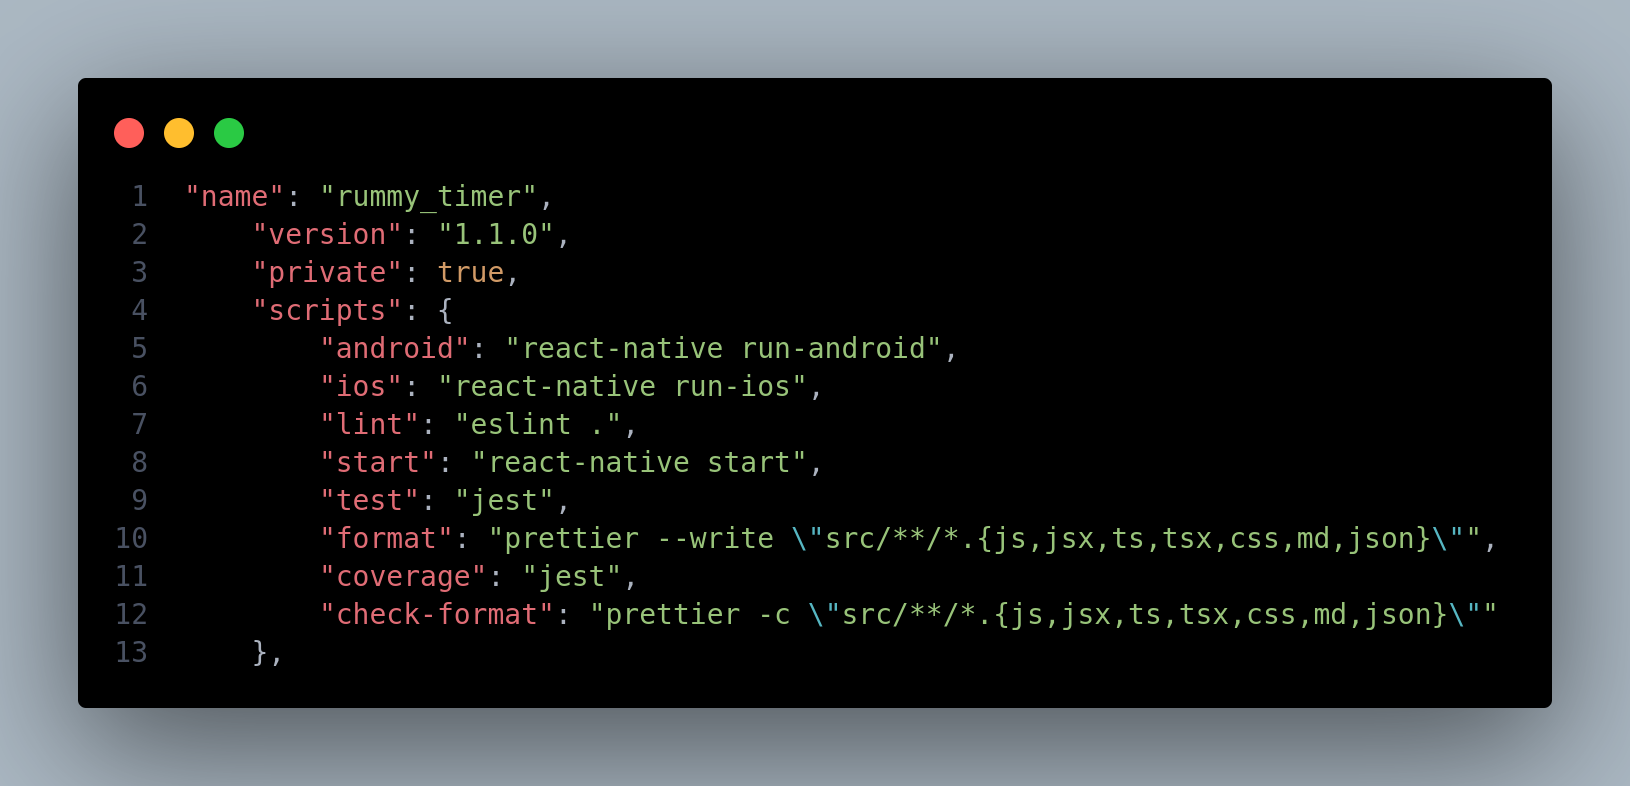 1 "name": "rummy_timer",
2 "version": "1.1.0",
3 "private": true,
4 "scripts": {
5 "android": "react-native run-android",
6 "ios": "react-native run-ios",
7 "lint": "eslint .",
8 "start": "react-native start",
9 "test": "jest",
10 "format": "prettier --write \"src/**/*.{js,jsx,ts,tsx,css,md,json}\"",
11 "coverage": "jest",
12 "check-format": "prettier -c \"src/**/*.{js,jsx,ts,tsx,css,md,json}\""
13 },